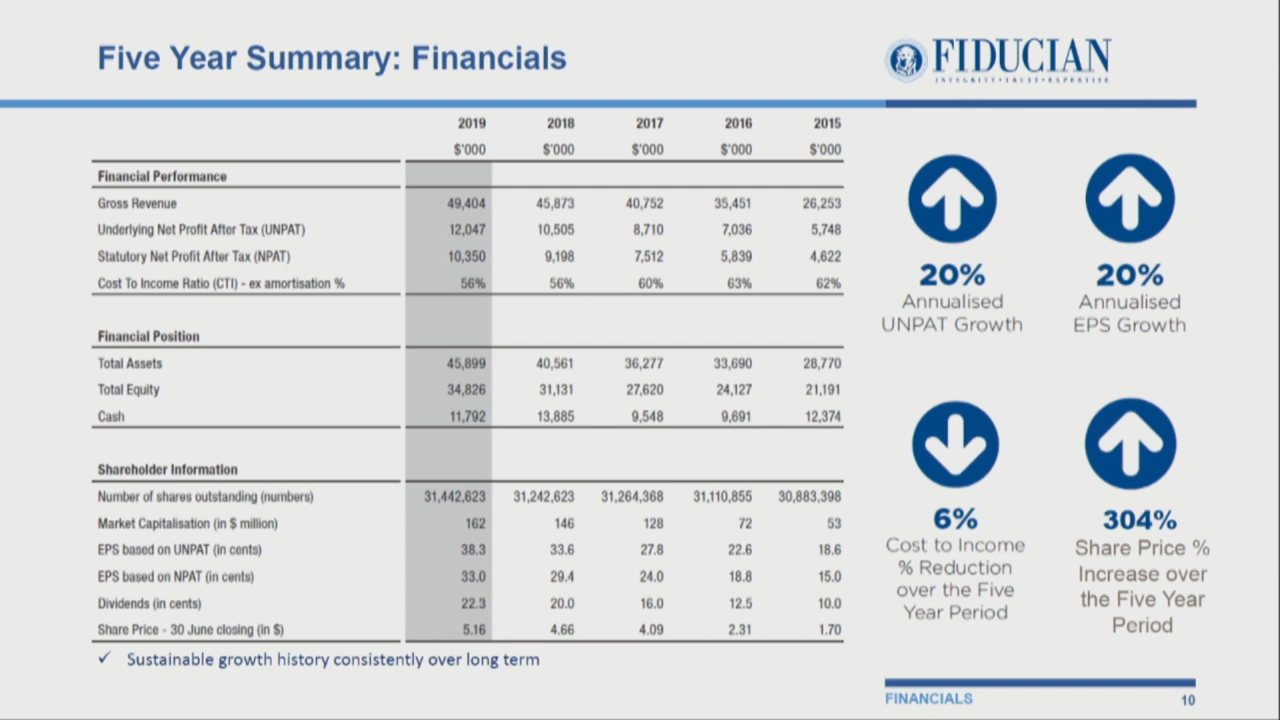 Five Year Summary: Financials
FIDUCIAN
INTEGRITY • TRUST • EXPERTISE
2019 2018 2017 2016 2015
$'000 $'000 $'000 $'000 $'000
Financial Performance
Gross Revenue 49,404 45,873 40,752 35,451 26,253
Underlying Net Profit After Tax (UNPAT) 12,047 10,505 8,710 7,036 5,748
Statutory Net Profit After Tax (NPAT) 10,350 9,198 7,512 5,839 4,622
Cost To Income Ratio (CTI) - ex amortisation % 56% 56% 60% 63% 62%
Financial Position
Total Assets 45,899 40,561 36,277 33,690 28,770
Total Equity 34,826 31,131 27,620 24,127 21,191
Cash 11,792 13,885 9,548 9,691 12,374
Shareholder Information
Number of shares outstanding (numbers) 31,442,623 31,242,623 31,264,368 31,110,855 30,883,398
Market Capitalisation (in $ million) 162 146 128 72 53
EPS based on UNPAT (in cents) 38.3 33.6 27.8 22.6 18.6
EPS based on NPAT (in cents) 33.0 29.4 24.0 18.8 15.0
Dividends (in cents) 22.3 20.0 16.0 12.5 10.0
Share Price - 30 June closing (in $) 5.16 4.66 4.09 2.31 1.70
✓ Sustainable growth history consistently over long term
20%
Annualised
UNPAT Growth
20%
Annualised
EPS Growth
6%
Cost to Income
% Reduction
over the Five
Year Period
304%
Share Price %
Increase over
the Five Year
Period
FINANCIALS 10